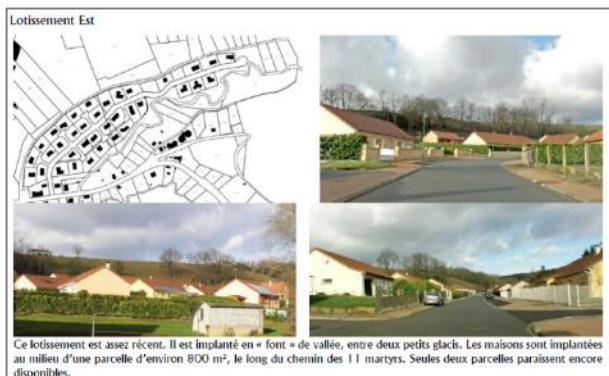 Lotissement Est
Ce lotissement est assez récent. Il est implanté en « font » de vallée, entre deux petits glacis. Les maisons sont implantées
au milieu d'une parcelle d'environ 800 m², le long du chemin des 11 martyrs. Seules deux parcelles paraissent encore
disponibles.